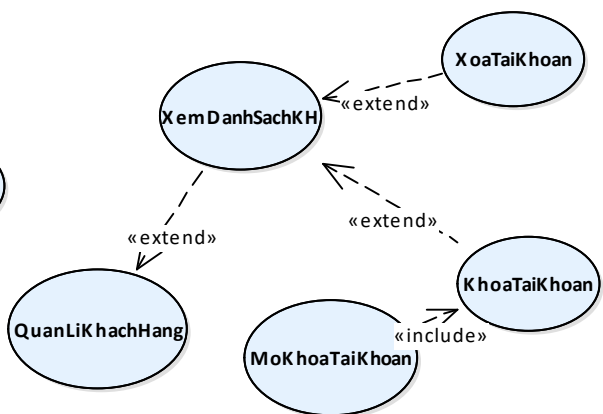 XoaTaiKhoan
XemDanhSachKH
«extend»
«extend»
«extend»
KhoaTaiKhoan
QuanLiKhachHang
«include»
MoKhoaTaiKhoan